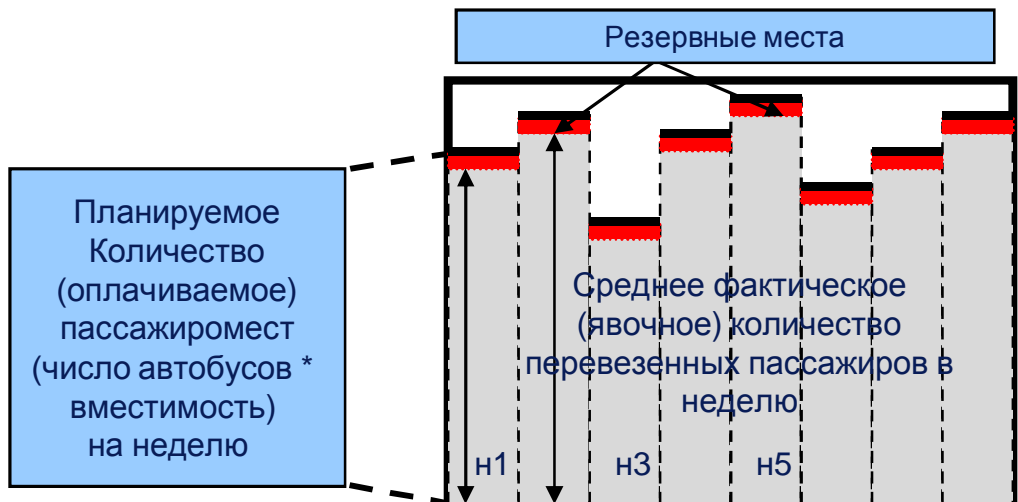 Резервные места
Планируемое
Количество
(оплачиваемое)
пассажиромест
(число автобусов *
вместимость)
на неделю
Среднее фактическое
(явочное) количество
перевезенных пассажиров в
неделю
н1
н3
н5